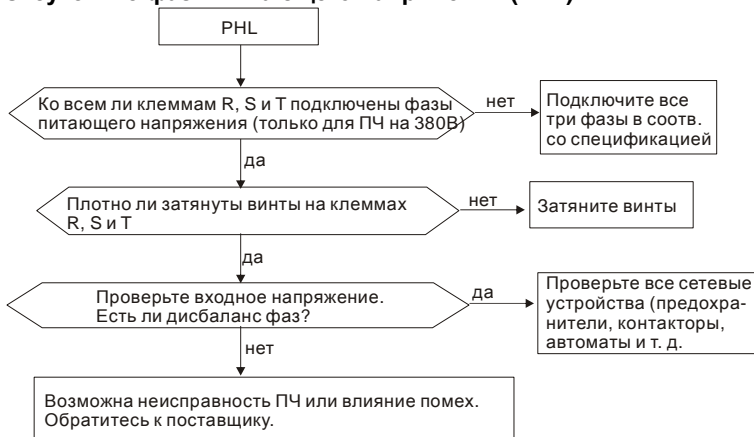 PHL
Ко всем ли клеммам R, S и T подключены фазы
питающего напряжения (только для ПЧ на 380В)
нет
Подключите все
три фазы в соотв.
со спецификацией
да
Плотно ли затянуты винты на клеммах
R, S и T
нет
Затяните винты
да
Проверьте входное напряжение.
Есть ли дисбаланс фаз?
да
Проверьте все сетевые
устройства (предохра-
нители, контакторы,
автоматы и т. д.
нет
Возможна неисправность ПЧ или влияние помех.
Обратитесь к поставщику.